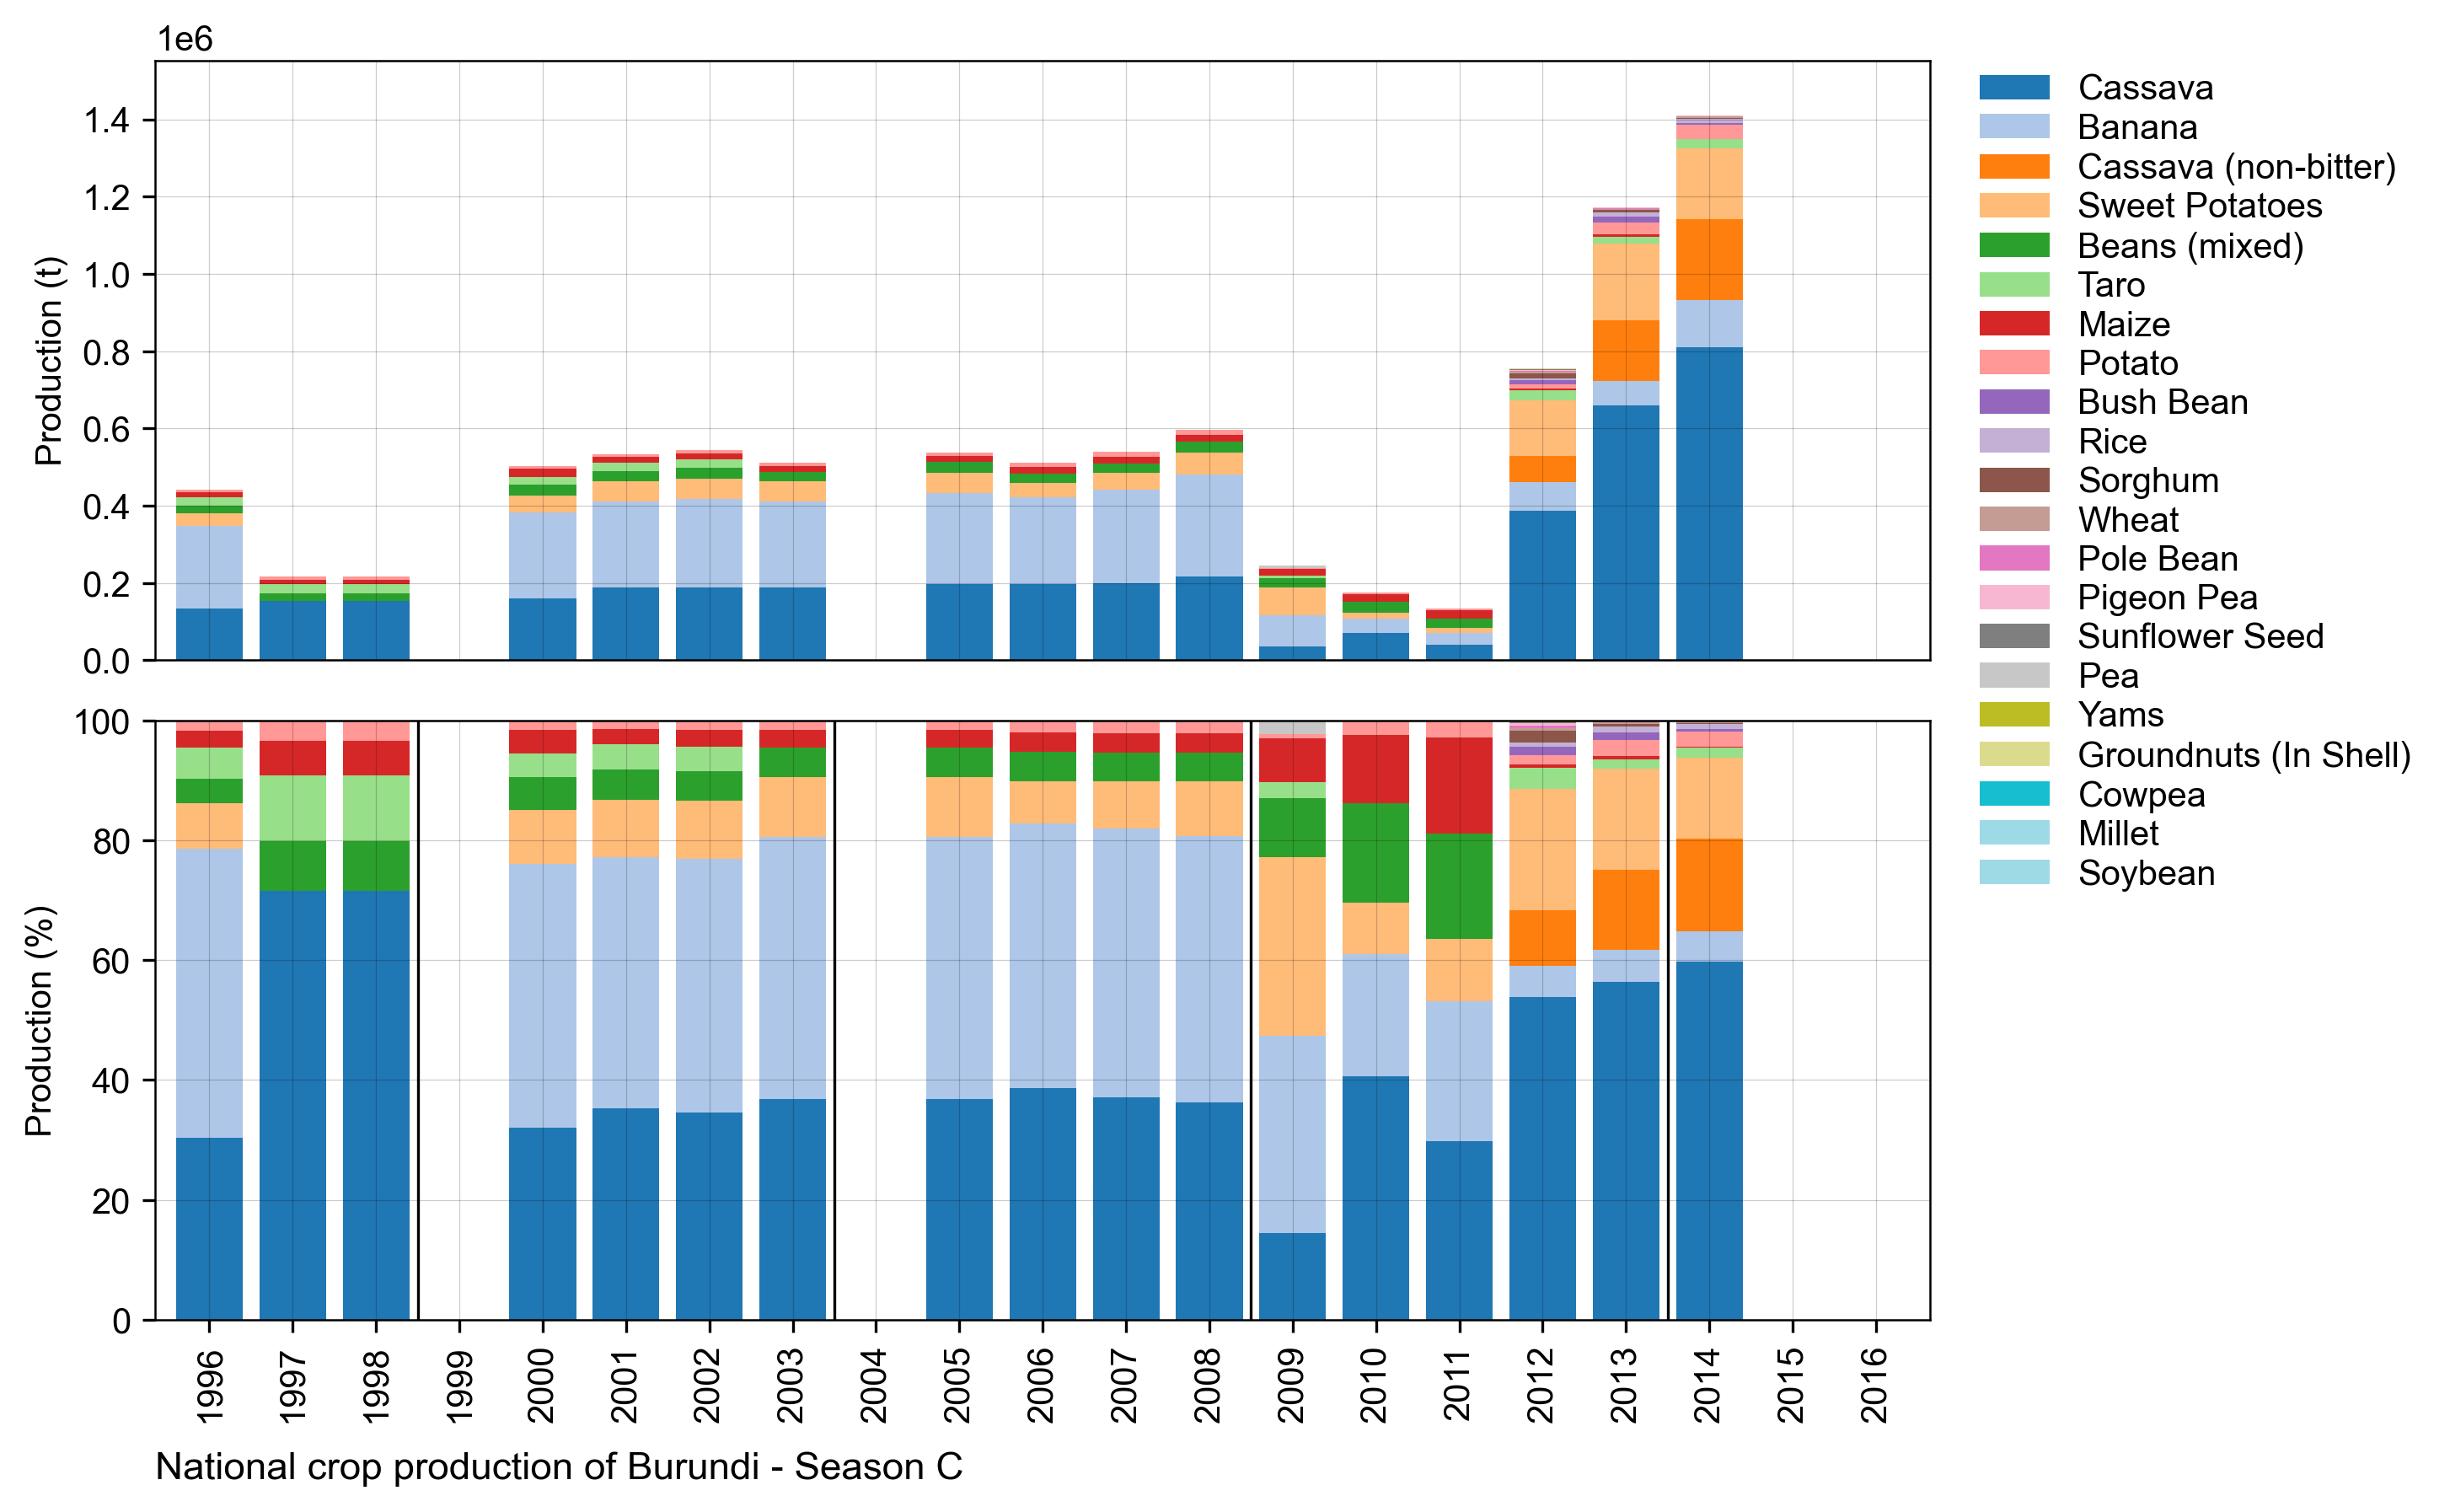 1e6
1.4
1.2
1.0
0.8
0.6
0.4
0.2
0.0
Production (t)
Cassava
Banana
Cassava (non-bitter)
Sweet Potatoes
Beans (mixed)
Taro
Maize
Potato
Bush Bean
Rice
Sorghum
Wheat
Pole Bean
Pigeon Pea
Sunflower Seed
Pea
Yams
Groundnuts (In Shell)
Cowpea
Millet
Soybean
100
80
60
40
20
0
Production (%)
1996
1997
1998
1999
2000
2001
2002
2003
2004
2005
2006
2007
2008
2009
2010
2011
2012
2013
2014
2015
2016
National crop production of Burundi - Season C